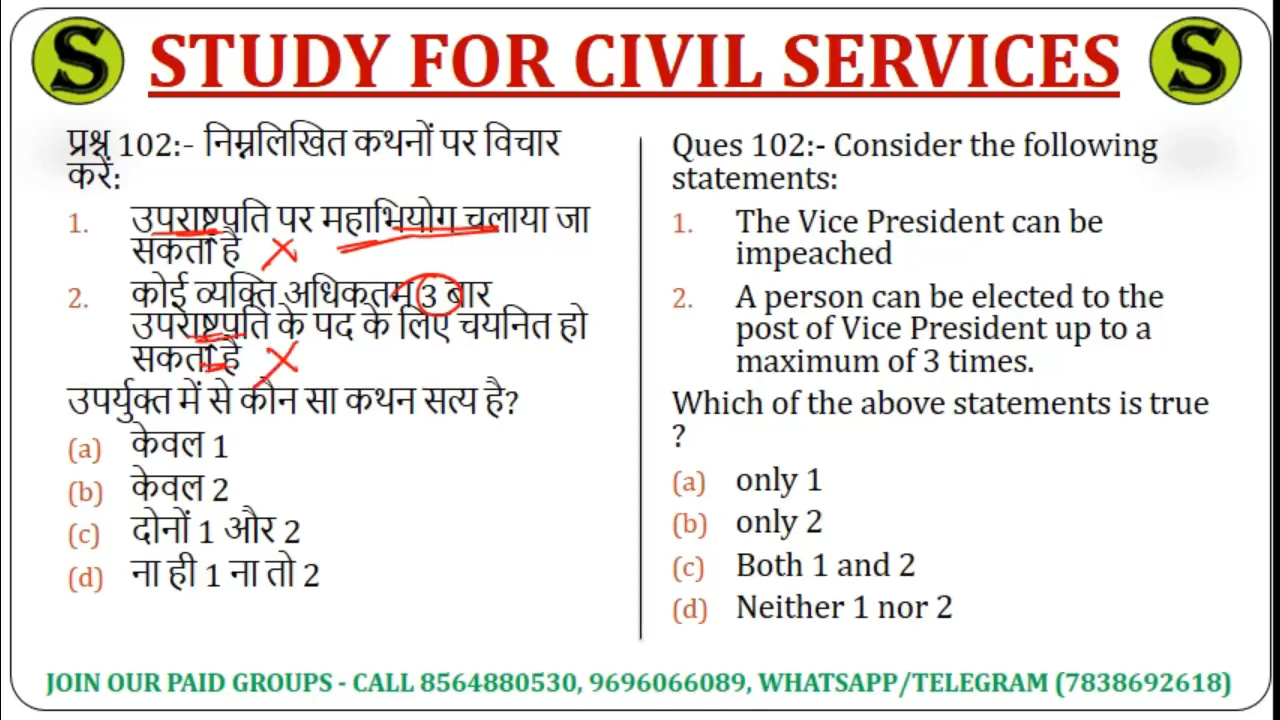 S
STUDY FOR CIVIL SERVICES
S
प्रश्न 102:- निम्नलिखित कथनों पर विचार
करें:
1. उपराष्ट्रपति पर महाभियोग चलाया जा
सकता है
2. कोई व्यक्ति अधिकतम 3 बार
उपराष्ट्रपति के पद के लिए चयनित हो
सकता है
उपर्युक्त में से कौन सा कथन सत्य है?
(a) केवल 1
(b) केवल 2
(c) दोनों 1 और 2
(d) ना ही 1 ना तो 2
Ques 102:- Consider the following
statements:
1. The Vice President can be
impeached
2. A person can be elected to the
post of Vice President up to a
maximum of 3 times.
Which of the above statements is true
?
(a) only 1
(b) only 2
(c) Both 1 and 2
(d) Neither 1 nor 2
JOIN OUR PAID GROUPS - CALL 8564880530, 9696066089, WHATSAPP/TELEGRAM (7838692618)